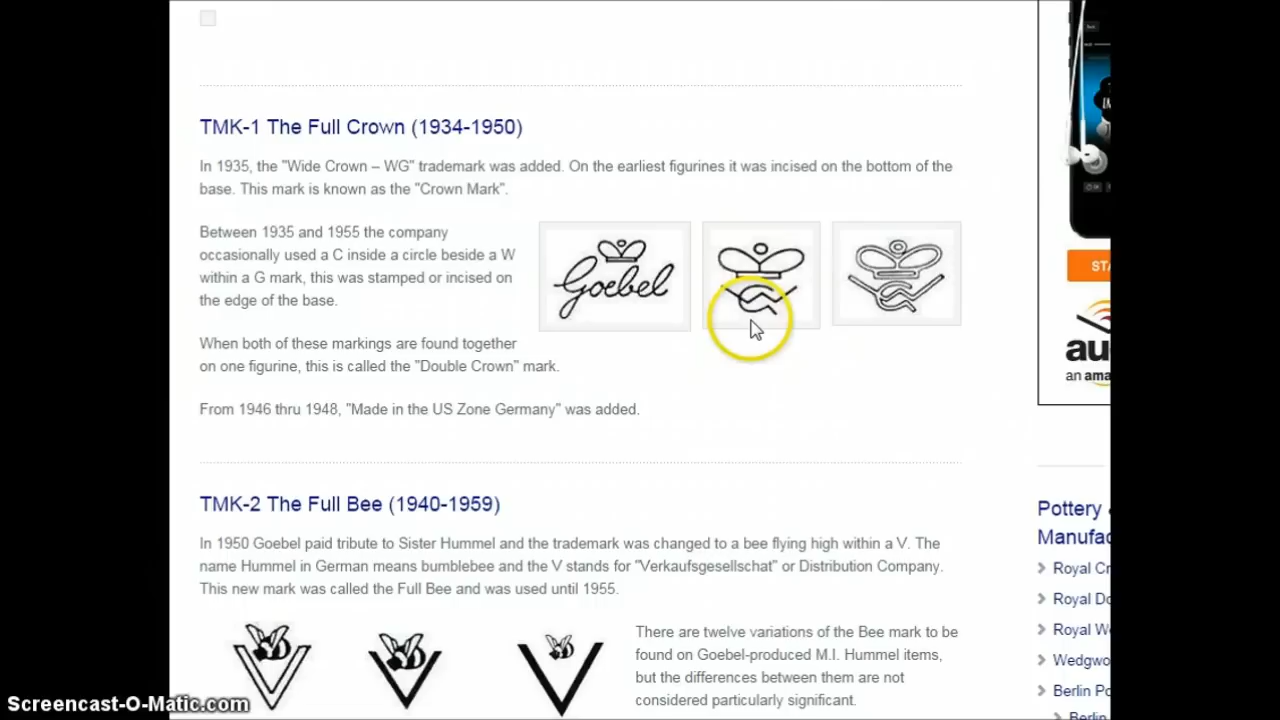 TMK-1 The Full Crown (1934-1950)
In 1935, the "Wide Crown – WG" trademark was added. On the earliest figurines it was incised on the bottom of the
base. This mark is known as the "Crown Mark".
Between 1935 and 1955 the company
occasionally used a C inside a circle beside a W
within a G mark, this was stamped or incised on
the edge of the base.
Goebel
When both of these markings are found together
on one figurine, this is called the "Double Crown" mark.
From 1946 thru 1948, "Made in the US Zone Germany" was added.
TMK-2 The Full Bee (1940-1959)
In 1950 Goebel paid tribute to Sister Hummel and the trademark was changed to a bee flying high within a V. The
name Hummel in German means bumblebee and the V stands for "Verkaufsgesellschat" or Distribution Company.
This new mark was called the Full Bee and was used until 1955.
There are twelve variations of the Bee mark to be
found on Goebel-produced M.I. Hummel items,
but the differences between them are not
considered particularly significant.
STA
au
an ama
Pottery
Manufac
Royal Cr
Royal Do
Royal Wo
Wedgwo
Berlin Po
Berlin
Screencast-O-Matic.com